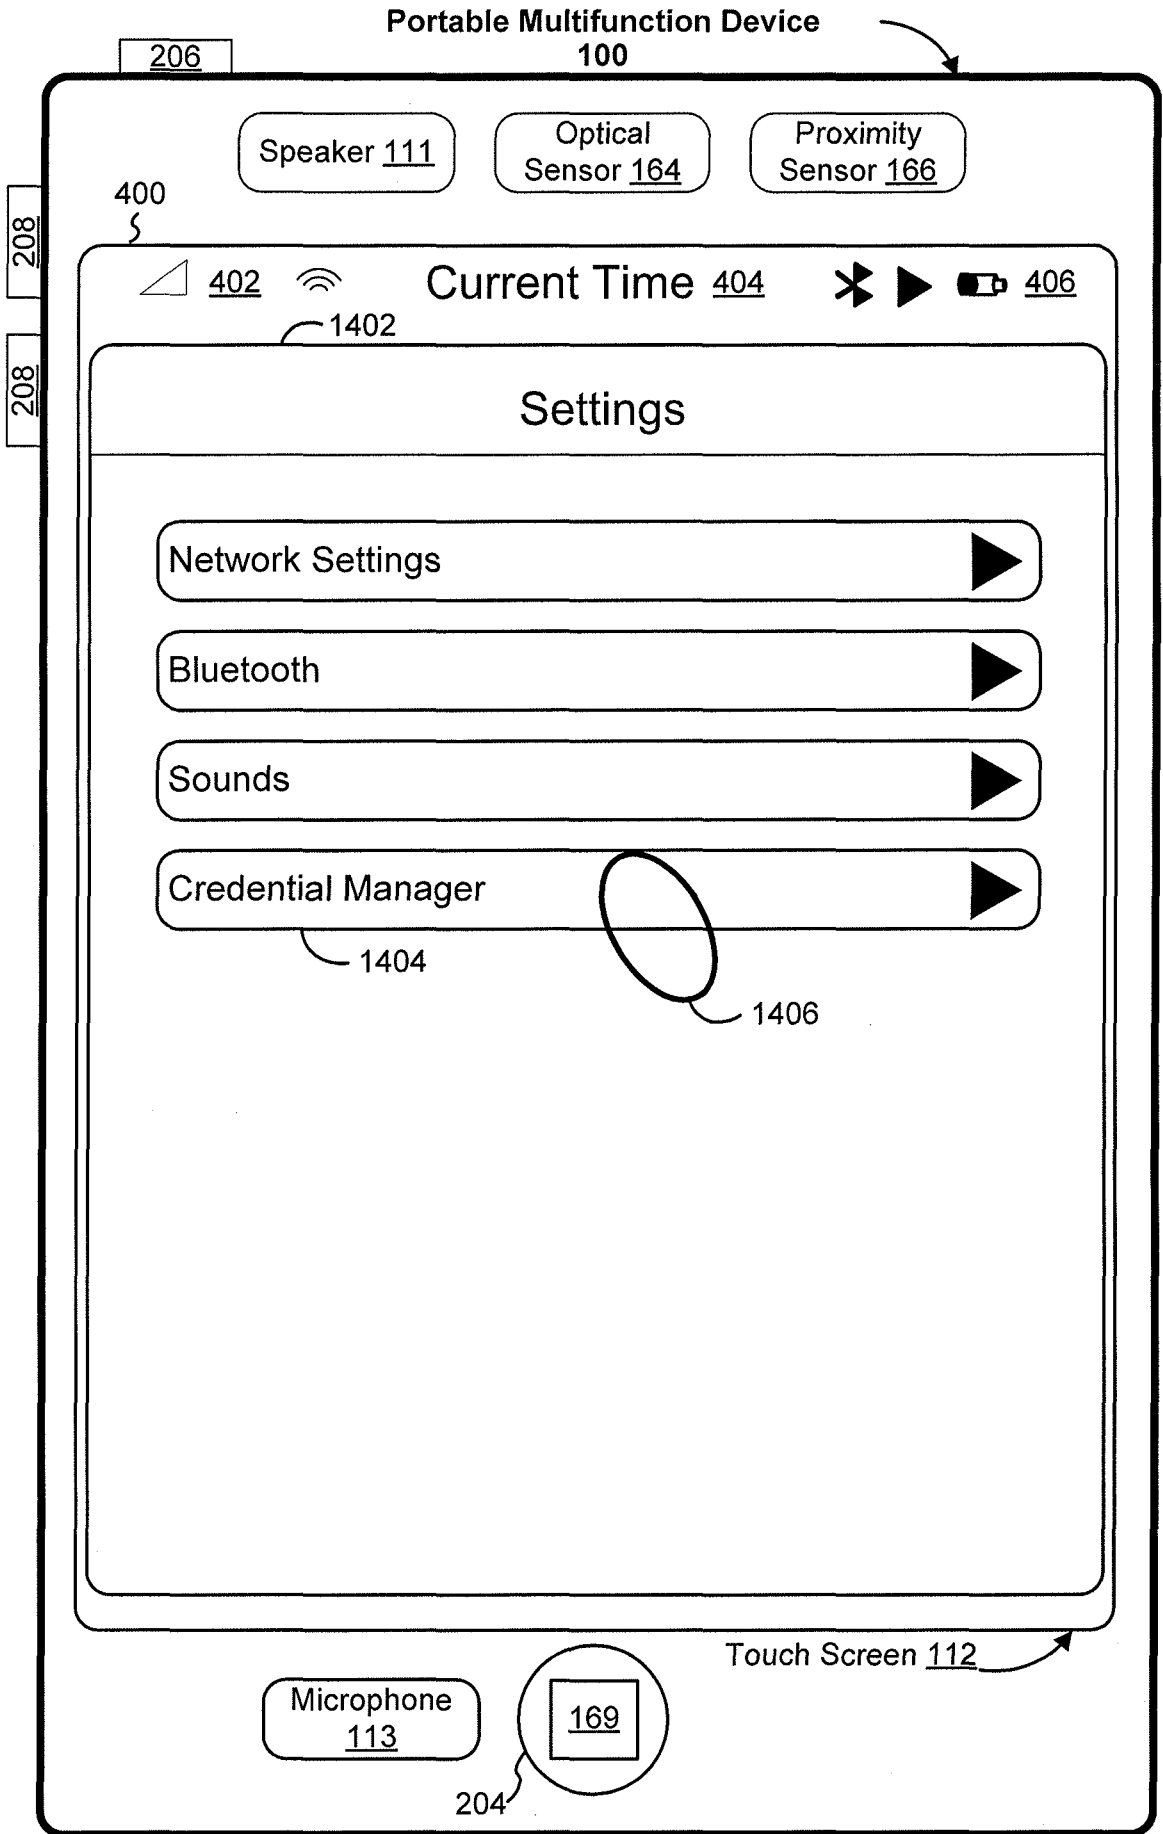 Portable Multifunction Device
100
206
Speaker 111
Optical
Sensor 164
Proximity
Sensor 166
208
400
402
Current Time 404
406
1402
208
Settings
Network Settings
Bluetooth
Sounds
Credential Manager
1404
1406
Touch Screen 112
Microphone
113
169
204